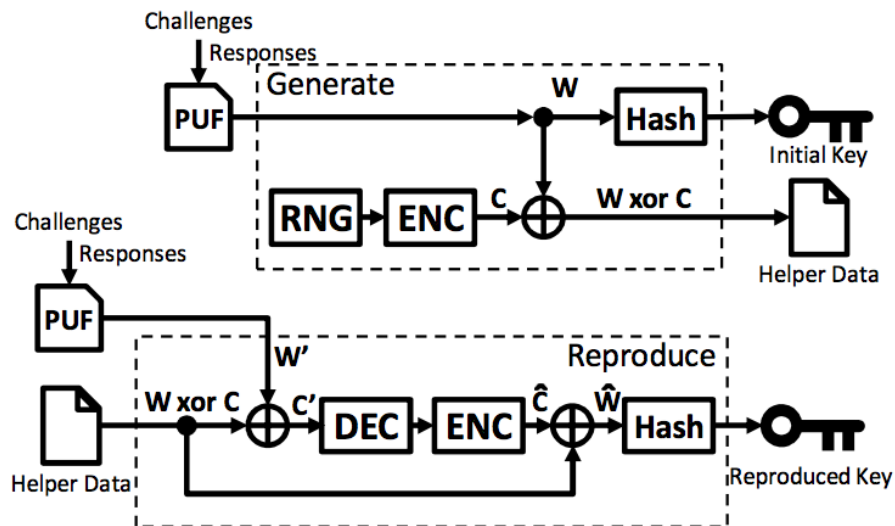 Challenges
Responses
Generate
W
PUF
Hash
Initial Key
RNG
ENC
C
W xor C
Helper Data
Challenges
Responses
PUF
W'
Reproduce
W xor C
C'
DEC
ENC
Ĉ
Ŵ
Hash
Helper Data
Reproduced Key